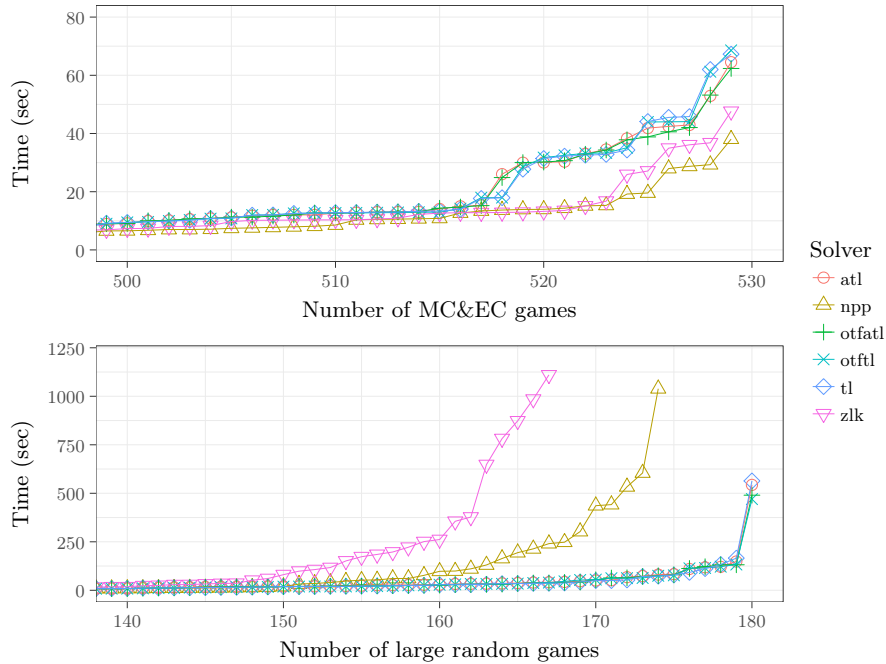 80
60
40
20
0
Time (sec)
500
510
520
530
Number of MC&EC games
Solver
atl
npp
otfatl
otftl
tl
zlk
1250
1000
750
500
250
0
Time (sec)
140
150
160
170
180
Number of large random games